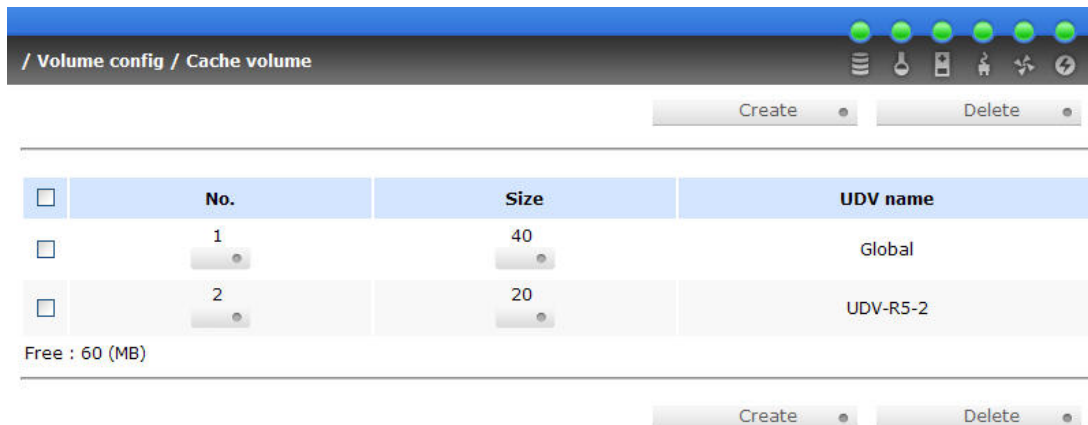 / Volume config / Cache volume
Create Delete
No. Size UDV name
1 40 Global
2 20 UDV-R5-2
Free : 60 (MB)
Create Delete